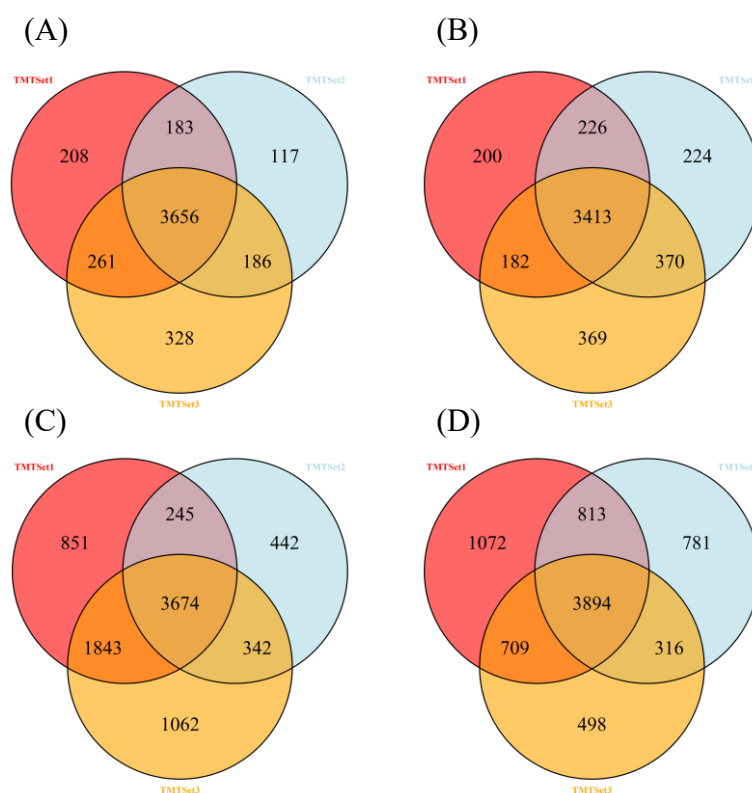 (A)
(B)
TMTSet1
TMTSet2
TMTSet1
TMTSet
183
226
208
117
200
224
3656
3413
261
186
182
370
328
369
TMTSet3
TMTSet3
(C)
(D)
TMTSet1
TMTSet2
TMTSet1
TMTSet
245
813
851
442
1072
781
3674
3894
1843
342
709
316
1062
498
TMTSet3
TMTSet3